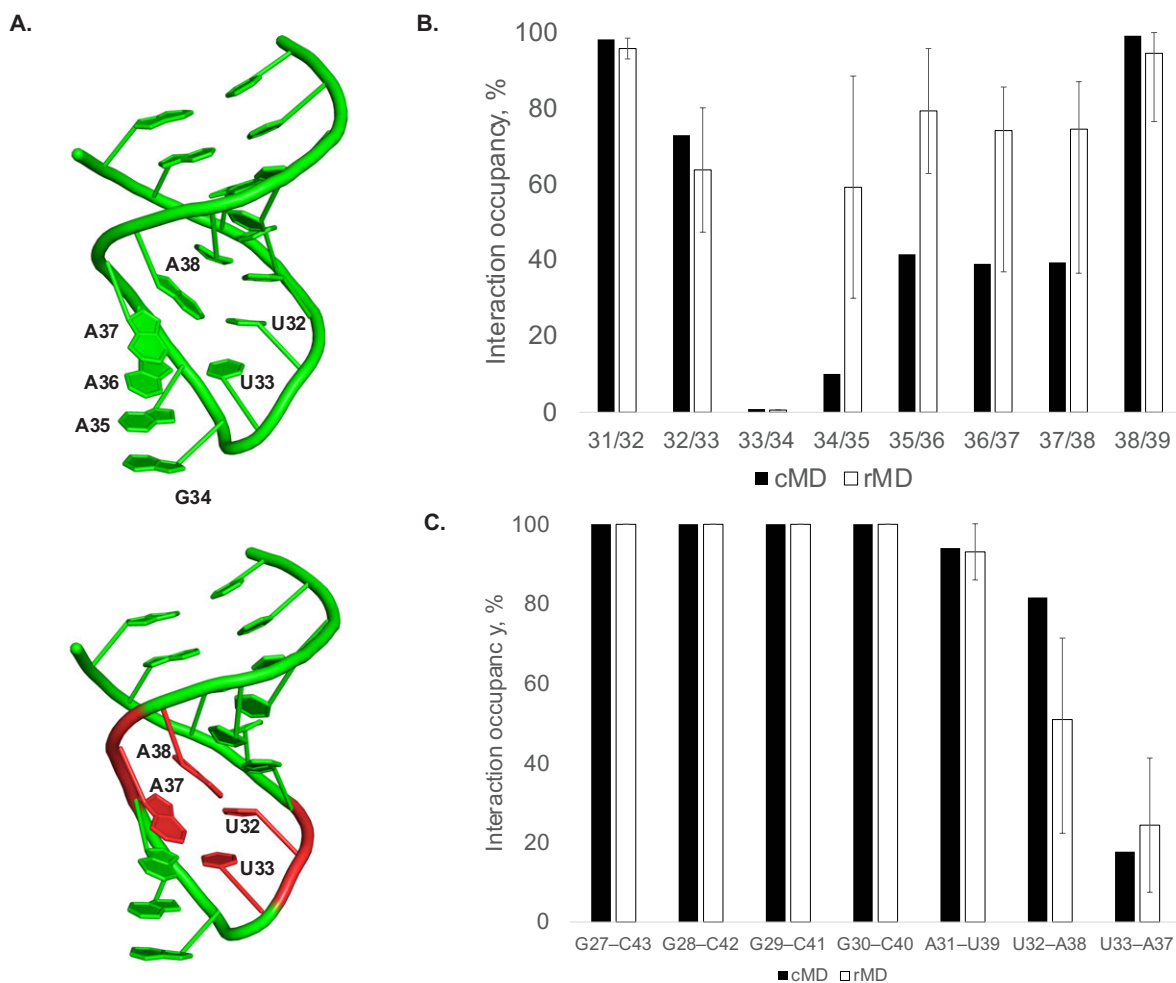 A.
A38
A37
U32
A36
U33
A35
G34
A38
A37
U32
U33
B.
Interaction occupancy, %
100
80
60
40
20
0
31/32 32/33 33/34 34/35 35/36 36/37 37/38 38/39
cMD rMD
C.
Interaction occupanc y, %
100
80
60
40
20
0
G27–C43 G28–C42 G29–C41 G30–C40 A31–U39 U32–A38 U33–A37
cMD rMD